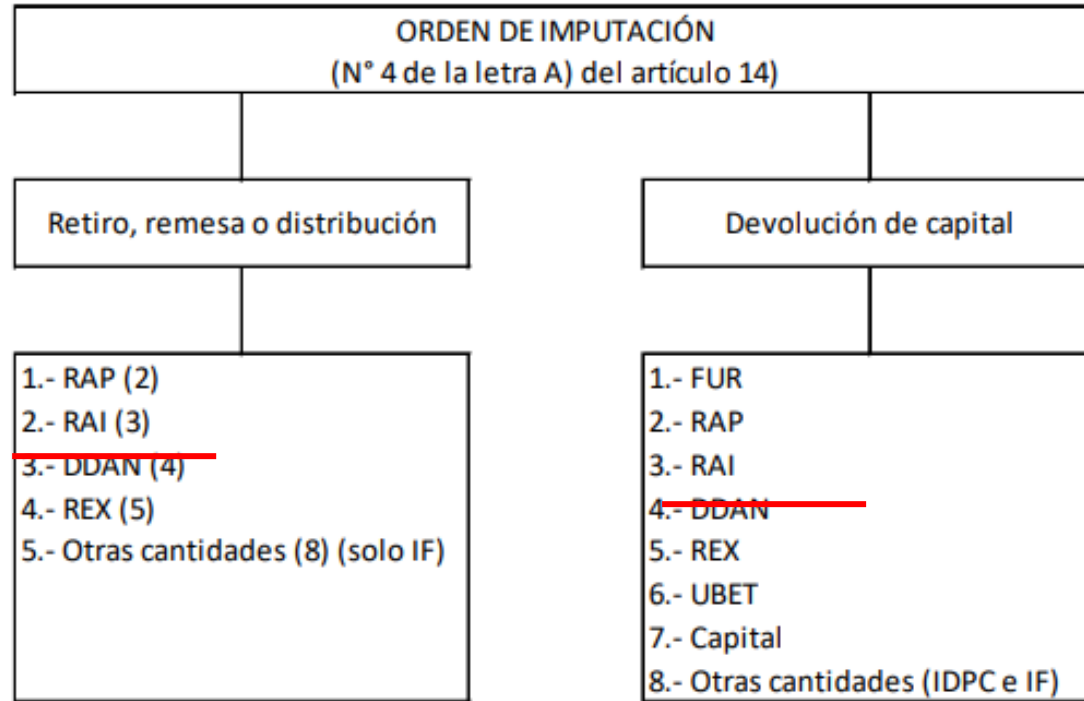 ORDEN DE IMPUTACIÓN
(N° 4 de la letra A) del artículo 14)
Retiro, remesa o distribución
1.- RAP (2)
2.- RAI (3)
3.- DDAN (4)
4.- REX (5)
5.- Otras cantidades (8) (solo IF)
Devolución de capital
1.- FUR
2.- RAP
3.- RAI
4.- DDAN
5.- REX
6.- UBET
7.- Capital
8.- Otras cantidades (IDPC e IF)